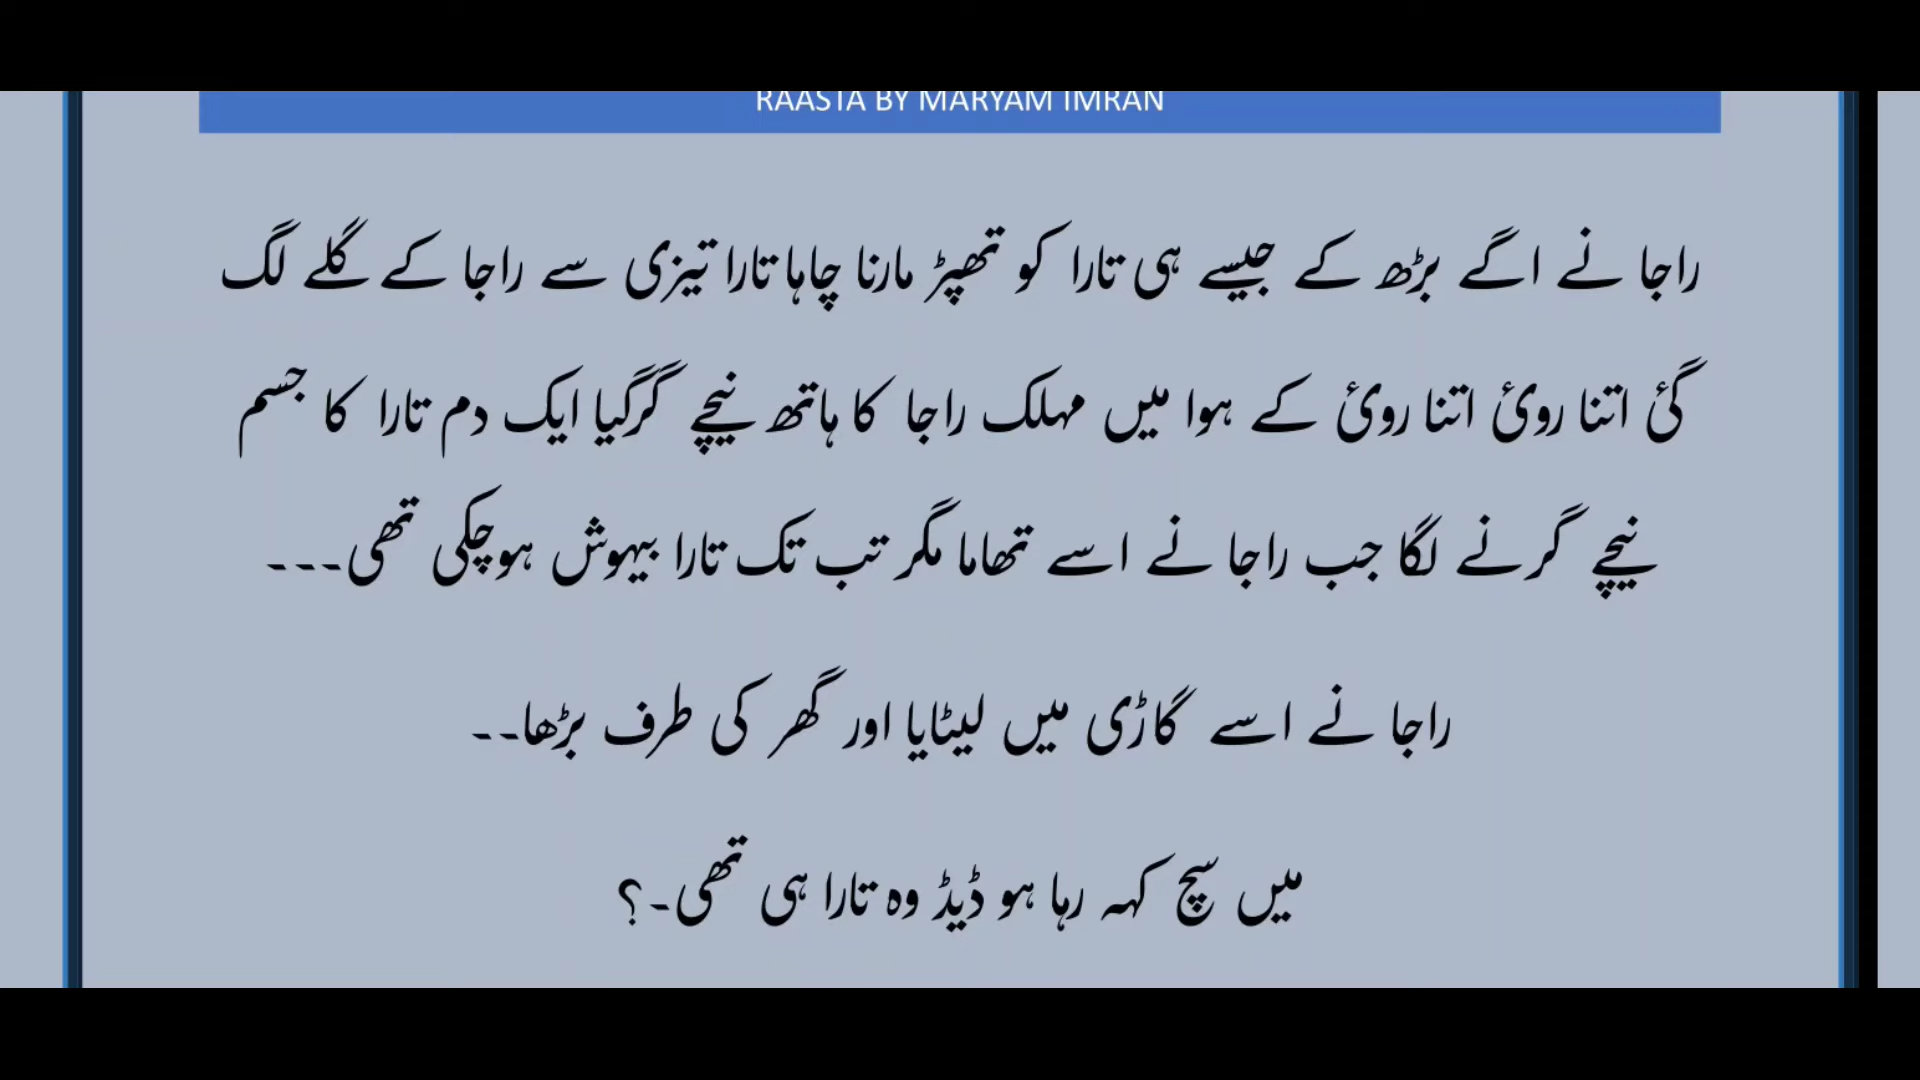 RAASTA BY MARYAM IMRAN
راجا نے اگے بڑھ کے جیسے ہی تارا کو تھپڑ مارنا چاہا تارا تیزی سے راجا کے گلے لگ
گئ اتنا روئ اتنا روئ کے ہوا میں مہلک راجا کا ہاتھ نیچے گرگیا ایک دم تارا کا جسم
نیچے گرنے لگا جب راجا نے اسے تھاما مگر تب تک تارا بیہوش ہوچکی تھی۔۔۔
راجا نے اسے گاڑی میں لیٹایا اور گھر کی طرف بڑھا۔۔
میں سچ کہہ رہا ہو ڈیڈ وہ تارا ہی تھی۔؟